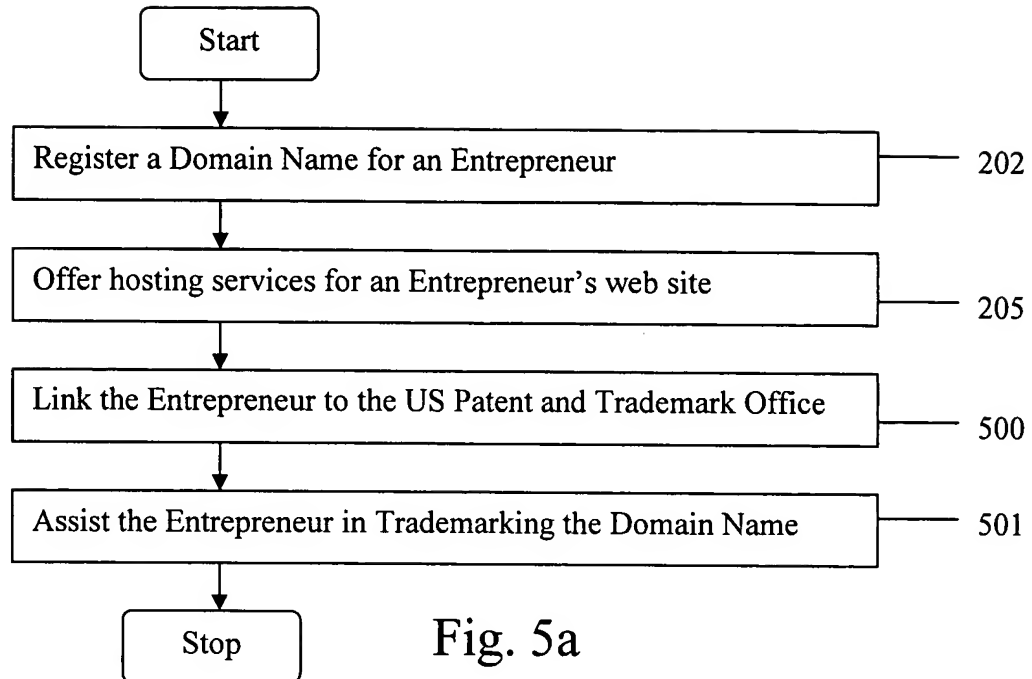 Start
Register a Domain Name for an Entrepreneur
202
Offer hosting services for an Entrepreneur's web site
205
Link the Entrepreneur to the US Patent and Trademark Office
500
Assist the Entrepreneur in Trademarking the Domain Name
501
Stop
Fig. 5a